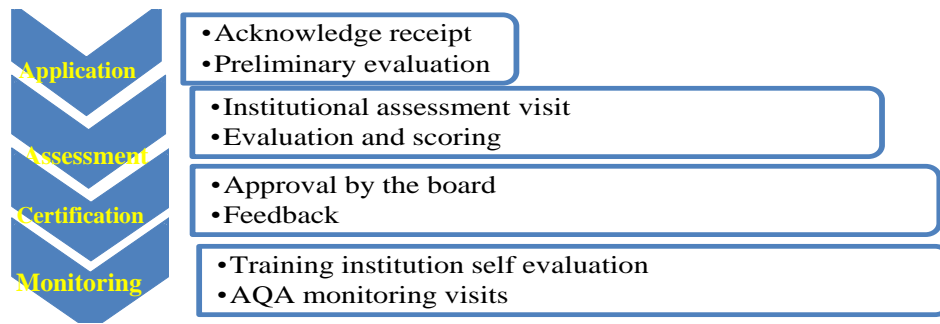 Application
•Acknowledge receipt
•Preliminary evaluation
Assessment
•Institutional assessment visit
•Evaluation and scoring
Certification
•Approval by the board
•Feedback
Monitoring
•Training institution self evaluation
•AQA monitoring visits